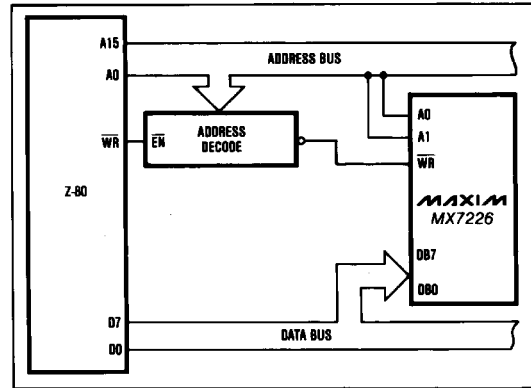 A15
ADDRESS BUS
A0
A0
A1
WR
EN
ADDRESS
DECODE
WR
Z-80
MAXIM
MX7226
DB7
DB0
D7
DATA BUS
D0